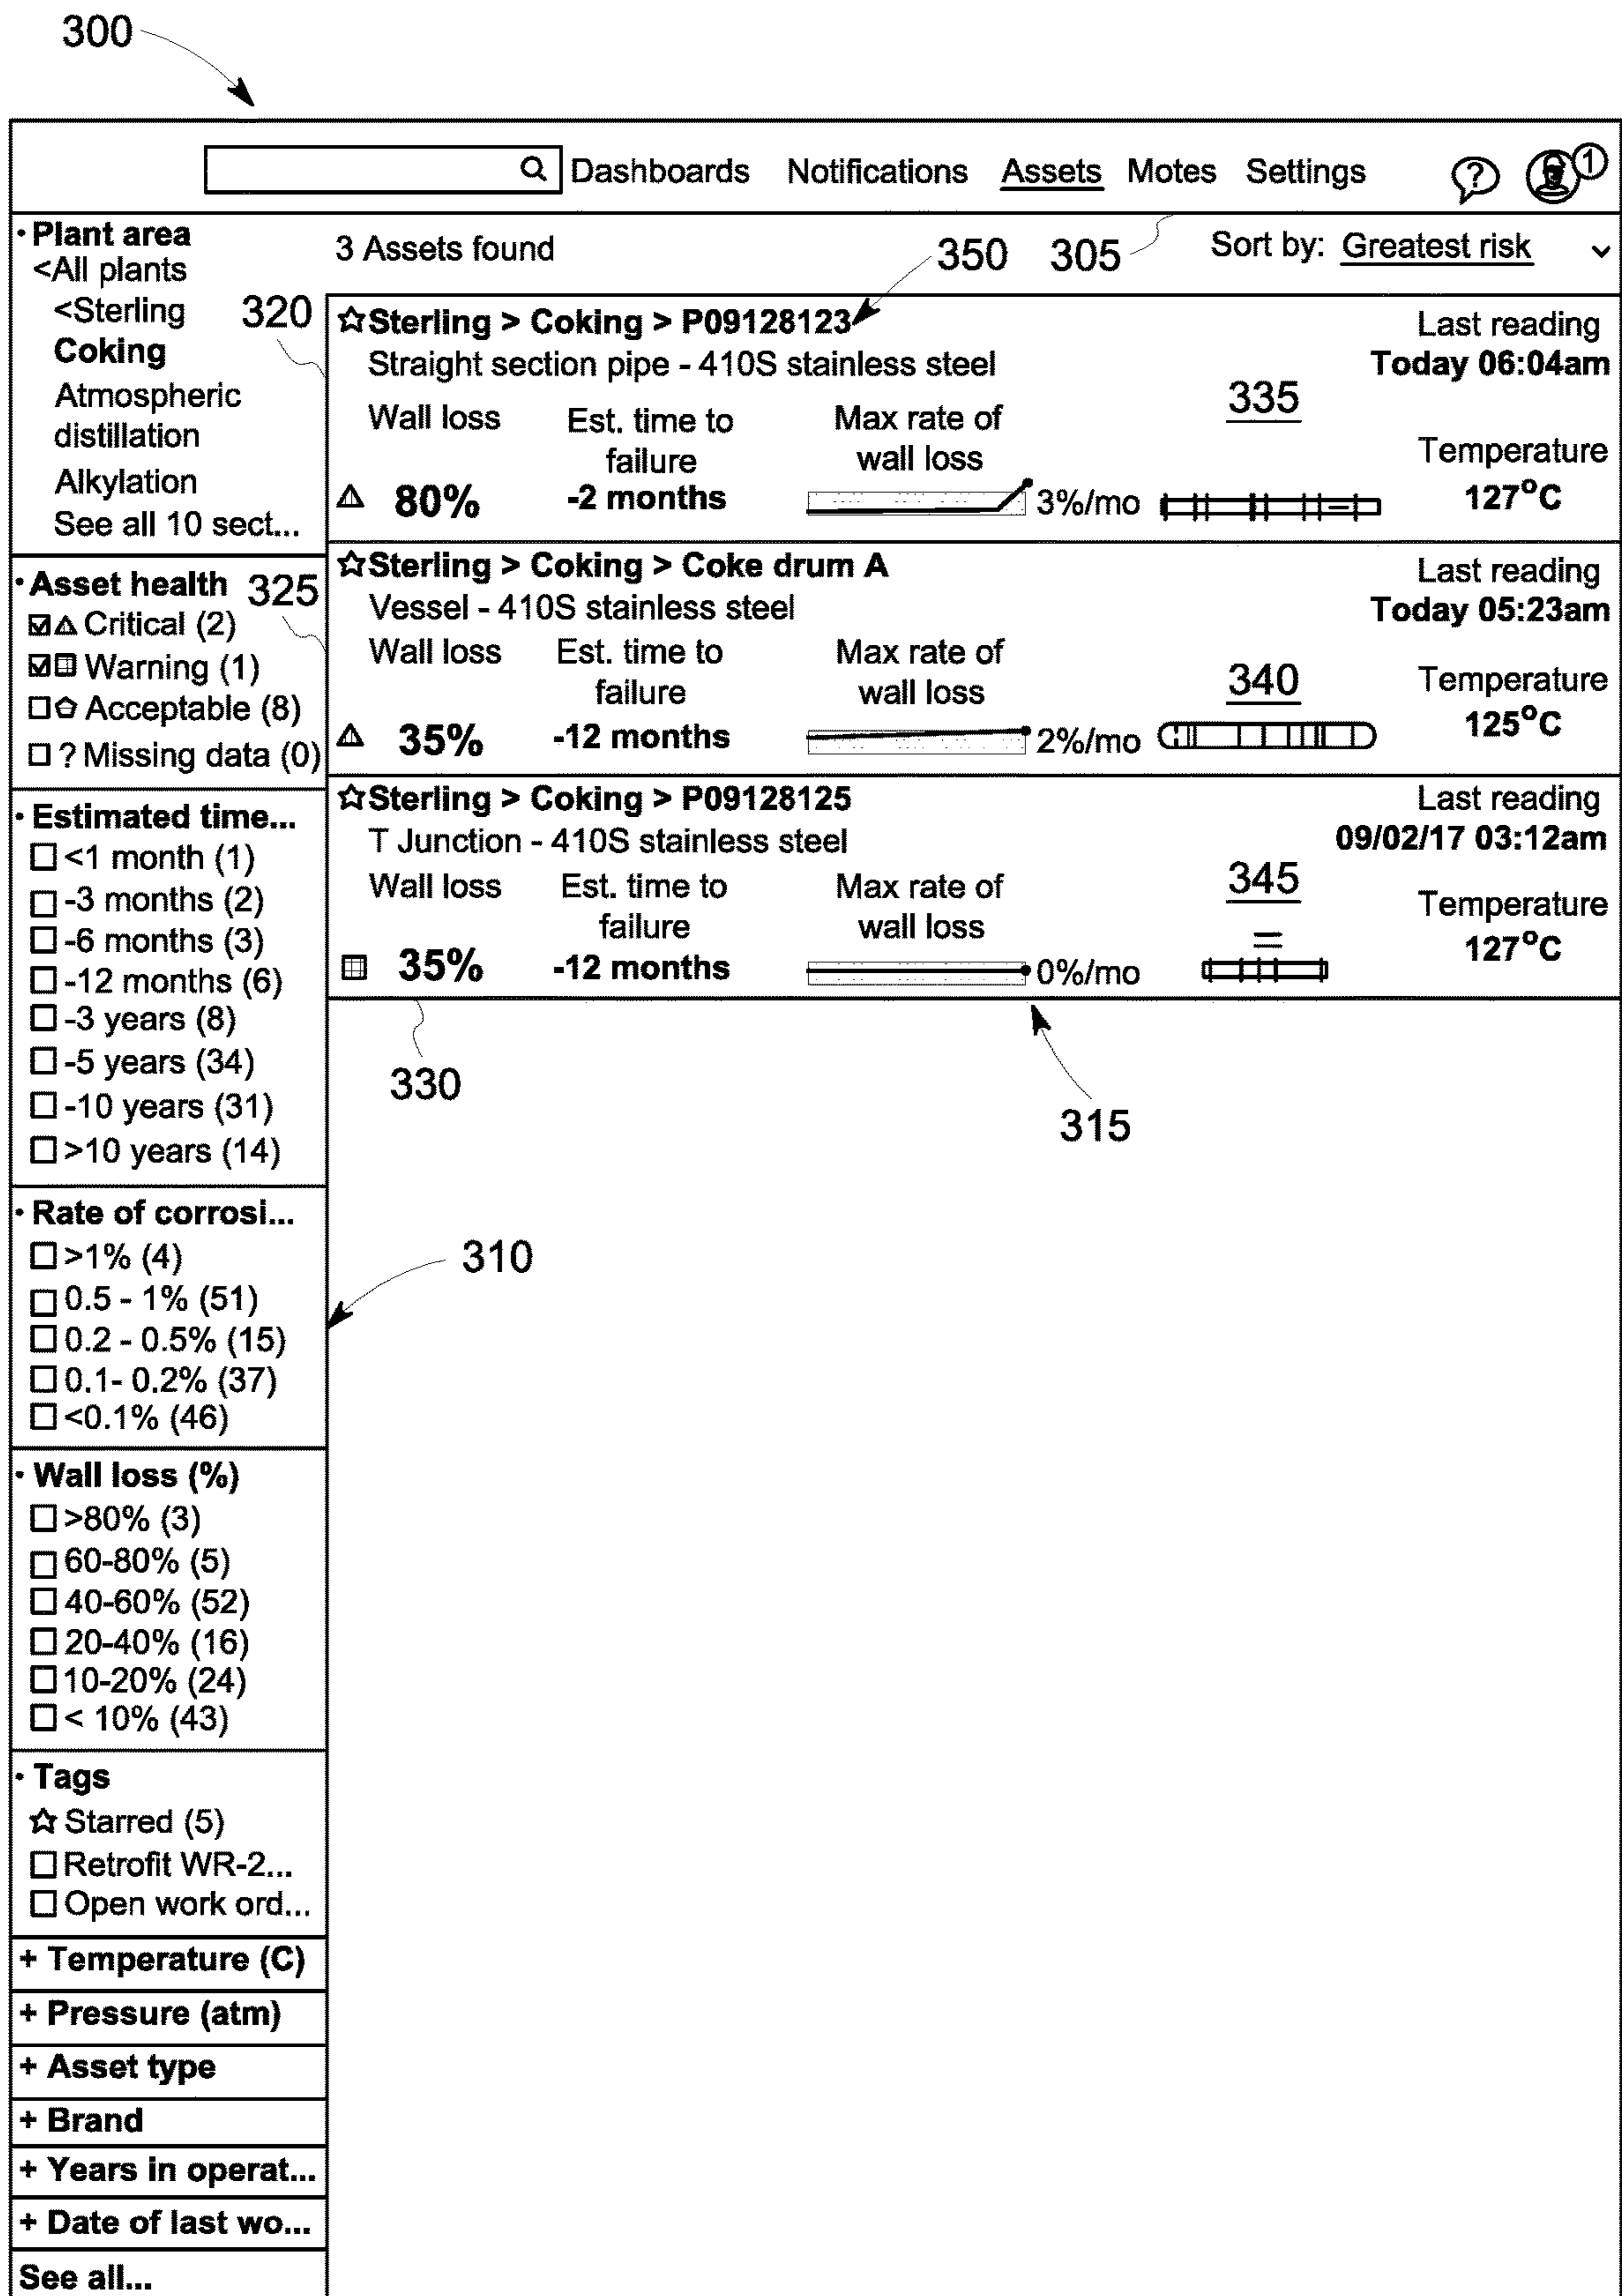 300
Dashboards Notifications Assets Motes Settings ? 1
· Plant area
<All plants
<Sterling
Coking
Atmospheric
distillation
Alkylation
See all 10 sect...
· Asset health
Critical (2)
Warning (1)
Acceptable (8)
? Missing data (0)
· Estimated time...
<1 month (1)
-3 months (2)
-6 months (3)
-12 months (6)
-3 years (8)
-5 years (34)
-10 years (31)
>10 years (14)
· Rate of corrosi...
>1% (4)
0.5 - 1% (51)
0.2 - 0.5% (15)
0.1- 0.2% (37)
<0.1% (46)
· Wall loss (%)
>80% (3)
60-80% (5)
40-60% (52)
20-40% (16)
10-20% (24)
< 10% (43)
· Tags
☆ Starred (5)
Retrofit WR-2...
Open work ord...
+ Temperature (C)
+ Pressure (atm)
+ Asset type
+ Brand
+ Years in operat...
+ Date of last wo...
See all...
3 Assets found 350 305 Sort by: Greatest risk
320
☆Sterling > Coking > P09128123
Last reading
Straight section pipe - 410S stainless steel
Today 06:04am
335
Wall loss
Est. time to
failure
Max rate of
wall loss
Temperature
80% -2 months 3%/mo 127°C
325
☆Sterling > Coking > Coke drum A
Last reading
Vessel - 410S stainless steel
Today 05:23am
Wall loss
Est. time to
failure
Max rate of
wall loss
340
Temperature
35% -12 months 2%/mo 125°C
☆Sterling > Coking > P09128125
Last reading
T Junction - 410S stainless steel
09/02/17 03:12am
Wall loss
Est. time to
failure
Max rate of
wall loss
345
Temperature
35% -12 months 0%/mo 127°C
330
315
310